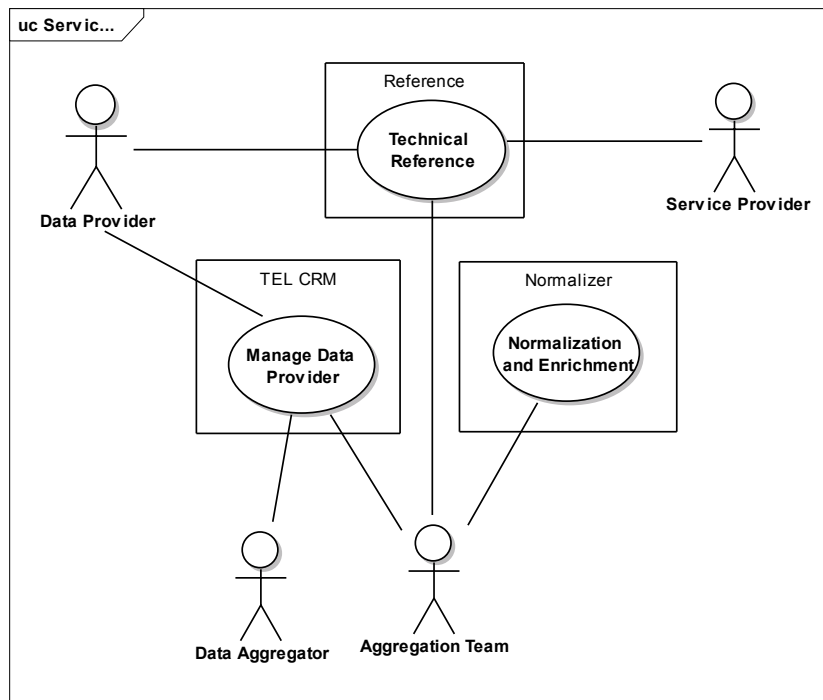 uc Servic...
Reference
Technical
Reference
Data Provider
Service Provider
TEL CRM
Normalizer
Manage Data
Provider
Normalization
and Enrichment
Data Aggregator
Aggregation Team